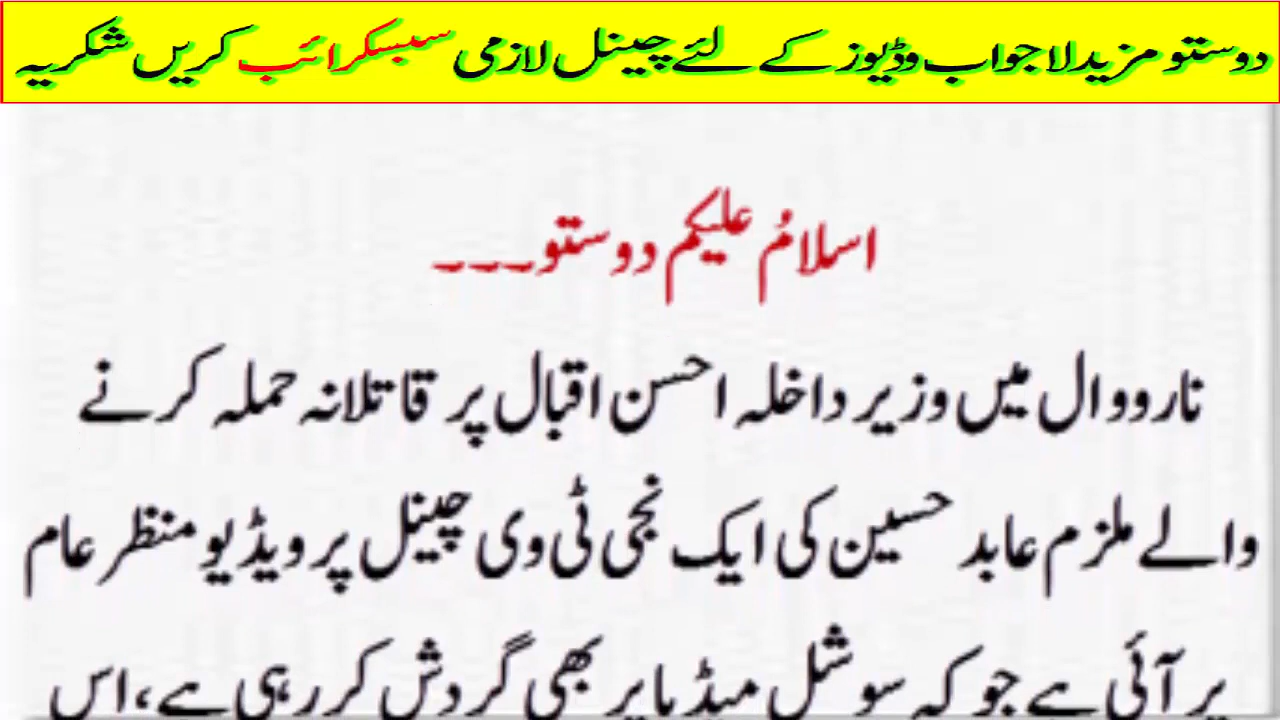 دوستو مزید لاجواب وڈیوز کے لئے چینل لازمی سبسکرائب کریں شکریہ
اسلامُ علیکم دوستو۔۔۔
نارووال میں وزیر داخلہ احسن اقبال پر قاتلانہ حملہ کرنے
والے ملزم عابد حسین کی ایک نجی ٹی وی چینل پر ویڈیو منظر عام
پر آئی ہے جو کہ سوشل میڈیا پر بھی گردش کر رہی ہے، اس